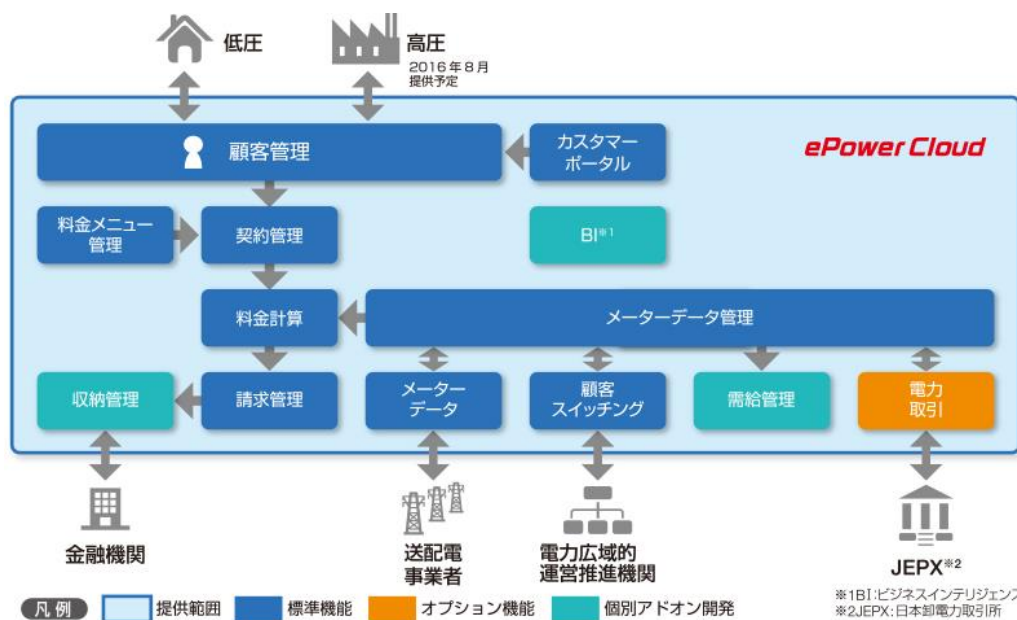 低圧
高圧
2016年8月
提供予定
顧客管理
カスタマー
ポータル
ePower Cloud
料金メニュー
管理
契約管理
BI※1
料金計算
メーターデータ管理
収納管理
請求管理
メーター
データ
顧客
スイッチング
需給管理
電力
取引
金融機関
送配電
事業者
電力広域的
運営推進機関
JEPX※2
凡例
提供範囲
標準機能
オプション機能
個別アドオン開発
※1BI:ビジネスインテリジェンス
※2JEPX:日本卸電力取引所